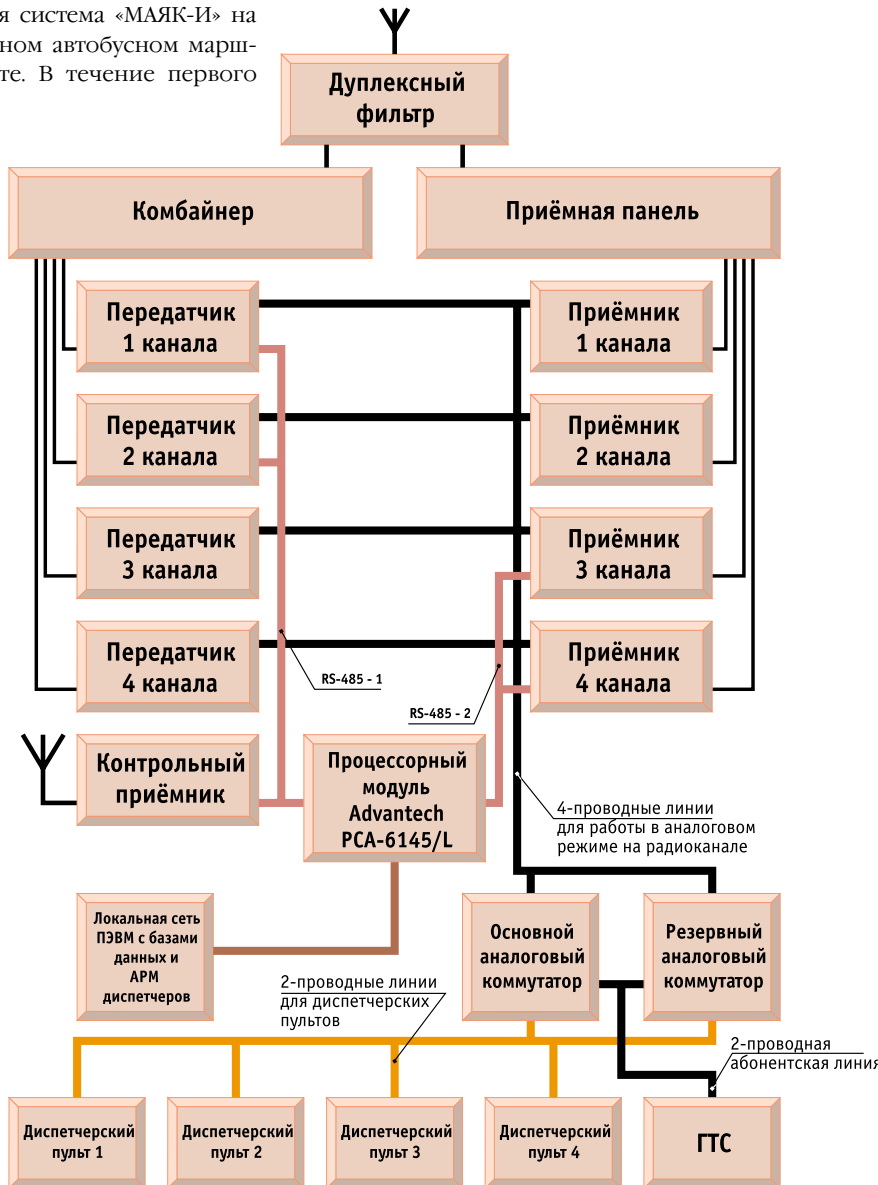 я система «МАЯК-И» на
ном автобусном марш-
те. В течение первого
Дуплексный
фильтр
Комбайнер
Приёмная панель
Передатчик
1 канала
Приёмник
1 канала
Передатчик
2 канала
Приёмник
2 канала
Передатчик
3 канала
Приёмник
3 канала
Передатчик
4 канала
Приёмник
4 канала
RS-485 - 1
RS-485 - 2
Контрольный
приёмник
Процессорный
модуль
Advantech
PCA-6145/L
4-проводные линии
для работы в аналоговом
режиме на радиоканале
Локальная сеть
ПЭВМ с базами
данных и
АРМ
диспетчеров
Основной
аналоговый
коммутатор
Резервный
аналоговый
коммутатор
2-проводные линии
для диспетчерских
пультов
2-проводная
абонентская линия
Диспетчерский
пульт 1
Диспетчерский
пульт 2
Диспетчерский
пульт 3
Диспетчерский
пульт 4
ГТС